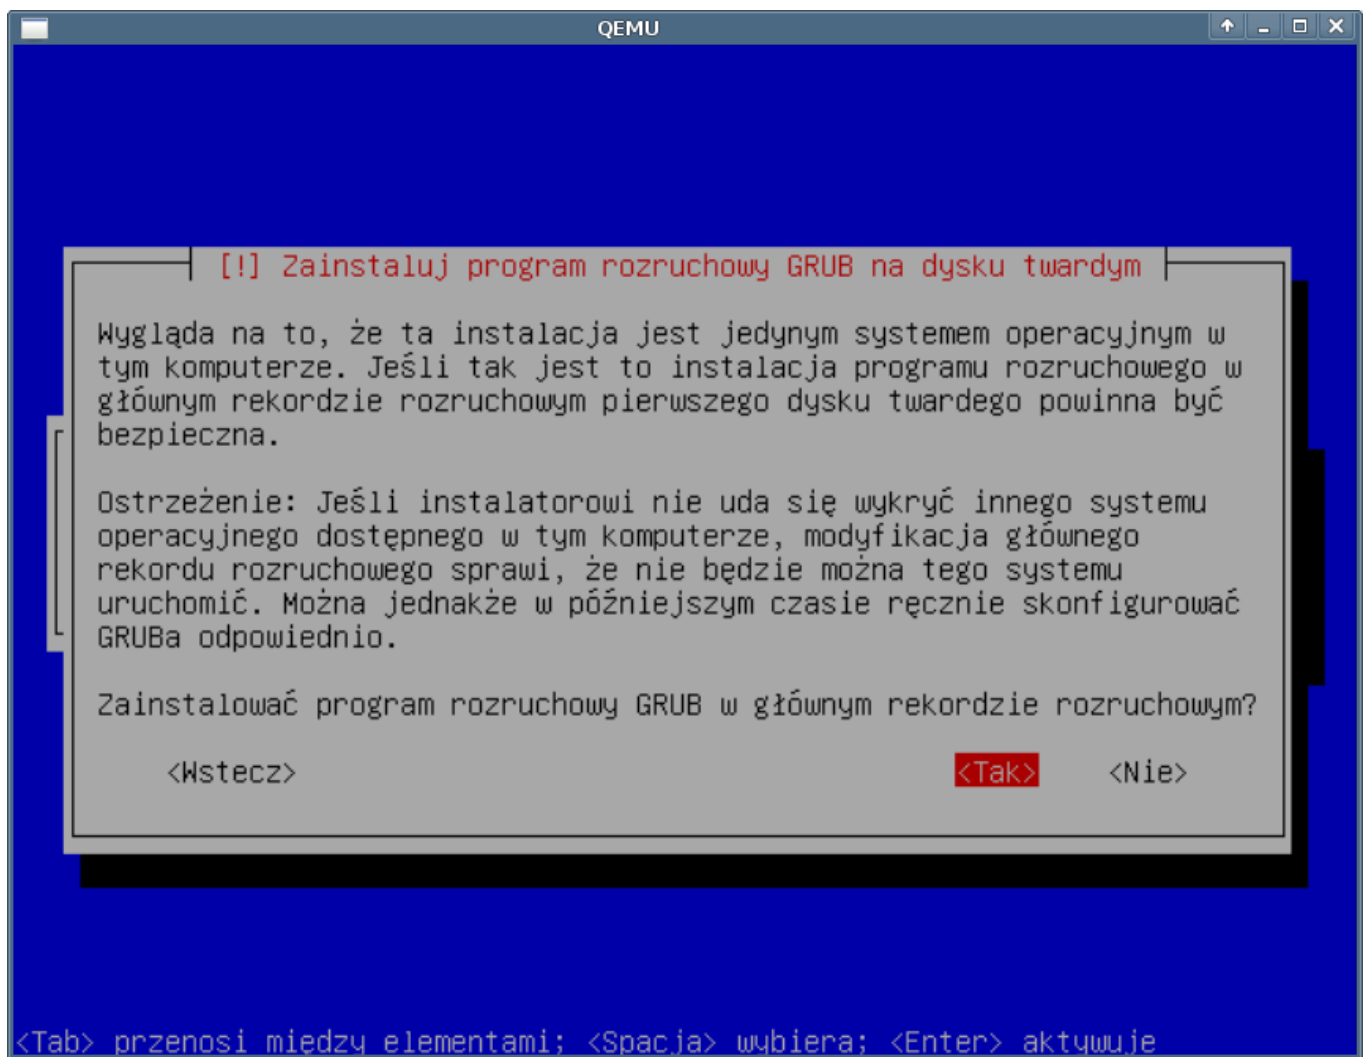 QEMU
[!] Zainstaluj program rozruchowy GRUB na dysku twardym
Wygląda na to, że ta instalacja jest jedynym systemem operacyjnym w
tym komputerze. Jeśli tak jest to instalacja programu rozruchowego w
głównym rekordzie rozruchowym pierwszego dysku twardego powinna być
bezpieczna.
Ostrzeżenie: Jeśli instalatorowi nie uda się wykryć innego systemu
operacyjnego dostępnego w tym komputerze, modyfikacja głównego
rekordu rozruchowego sprawi, że nie będzie można tego systemu
uruchomić. Można jednakże w późniejszym czasie ręcznie skonfigurować
GRUBa odpowiednio.
Zainstalować program rozruchowy GRUB w głównym rekordzie rozruchowym?
<Wstecz> <Tak> <Nie>
<Tab> przenosi między elementami; <Spacja> wybiera; <Enter> aktywuje